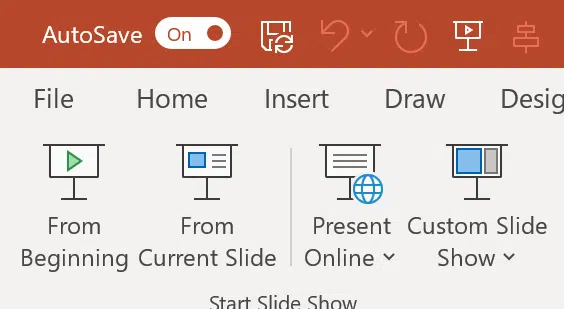 AutoSave On
File Home Insert Draw Desig
From Beginning
From Current Slide
Present Online
Custom Slide Show
Start Slide Show